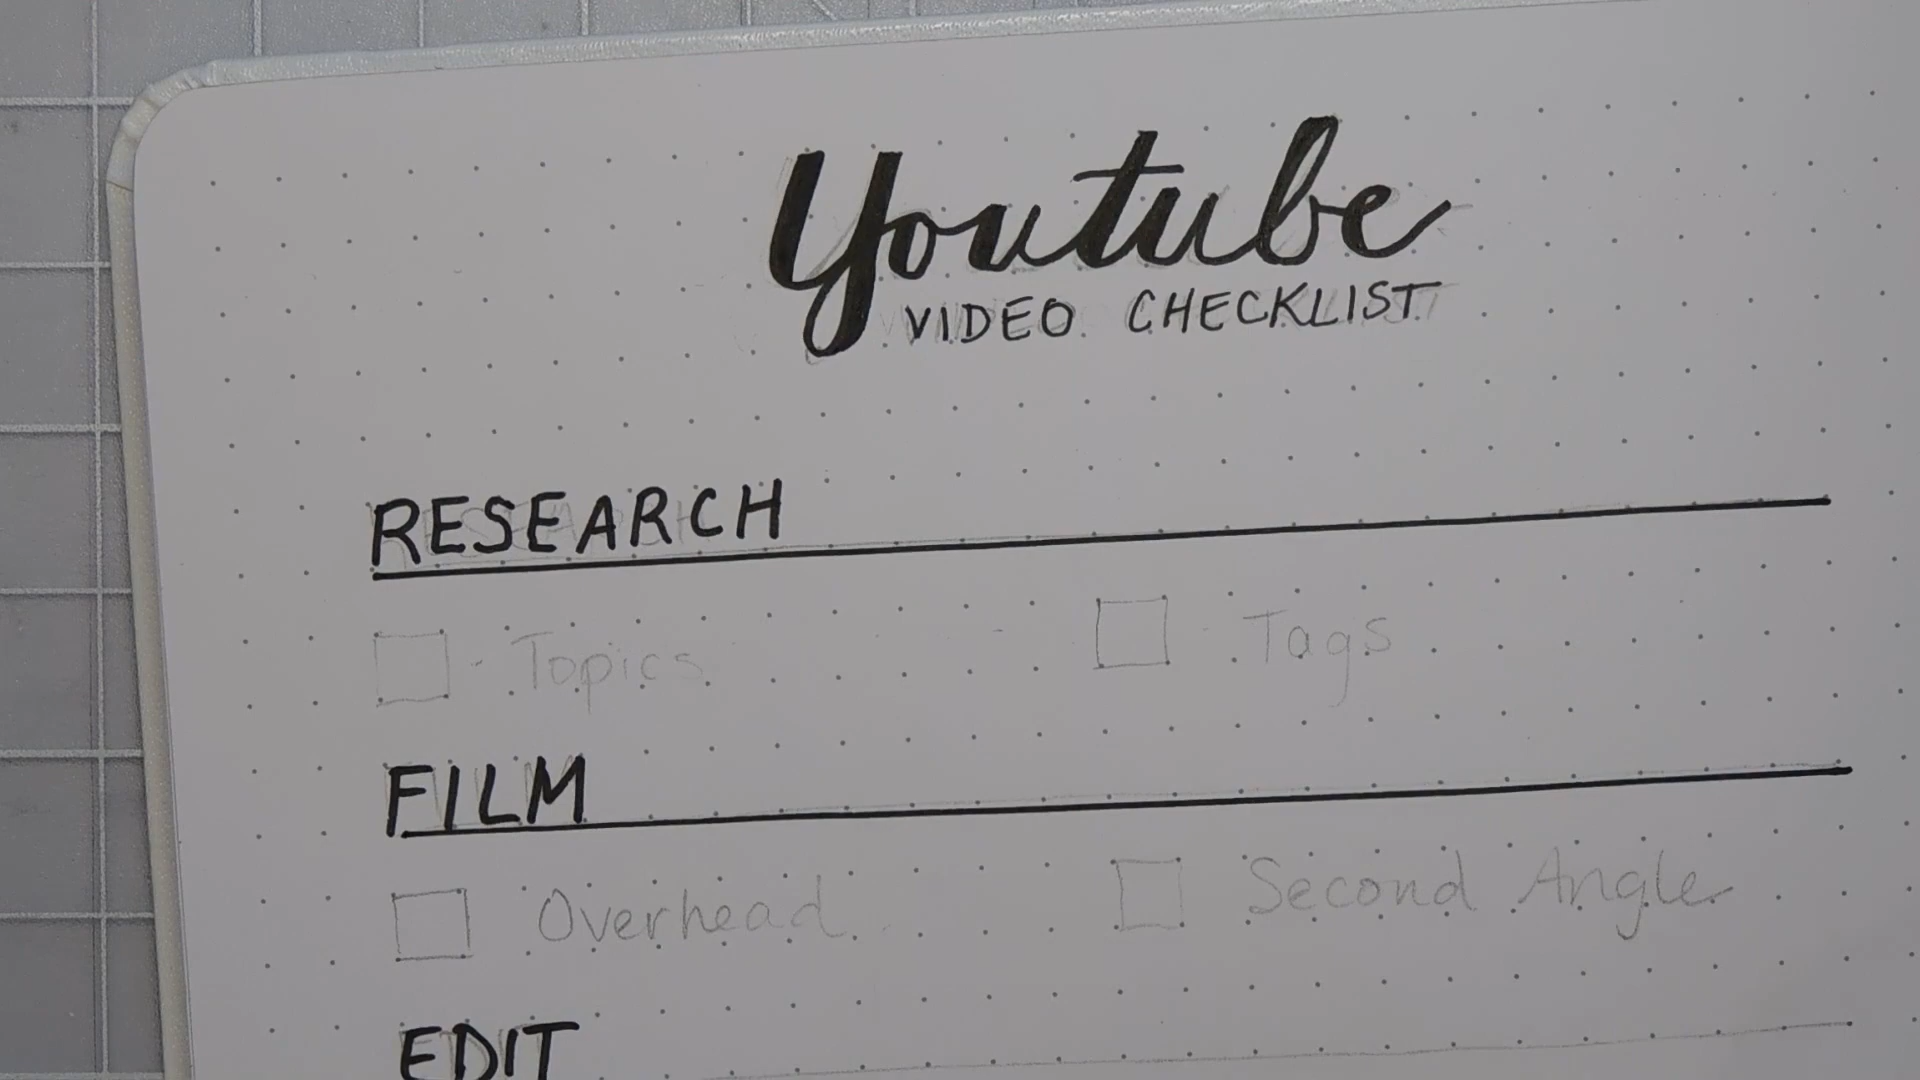 Youtube
VIDEO CHECKLIST
RESEARCH
Topics
Tags
FILM
Overhead
Second Angle
EDIT